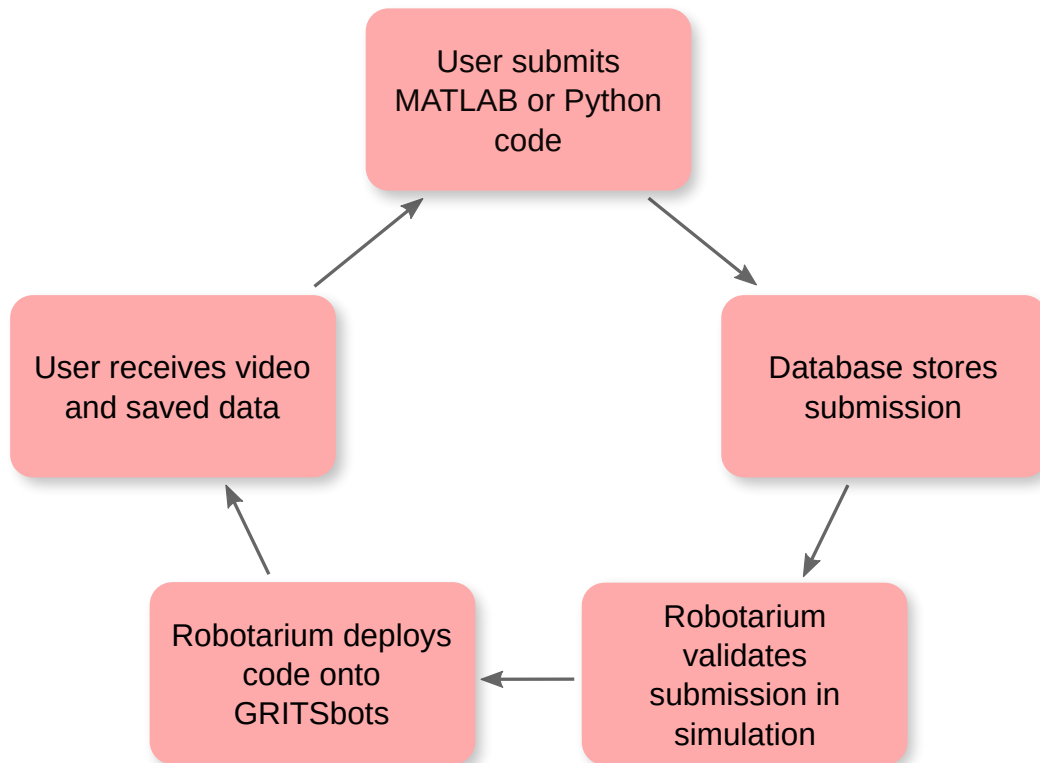 User submits
MATLAB or Python
code
Database stores
submission
Robotarium
validates
submission in
simulation
Robotarium deploys
code onto
GRITSbots
User receives video
and saved data